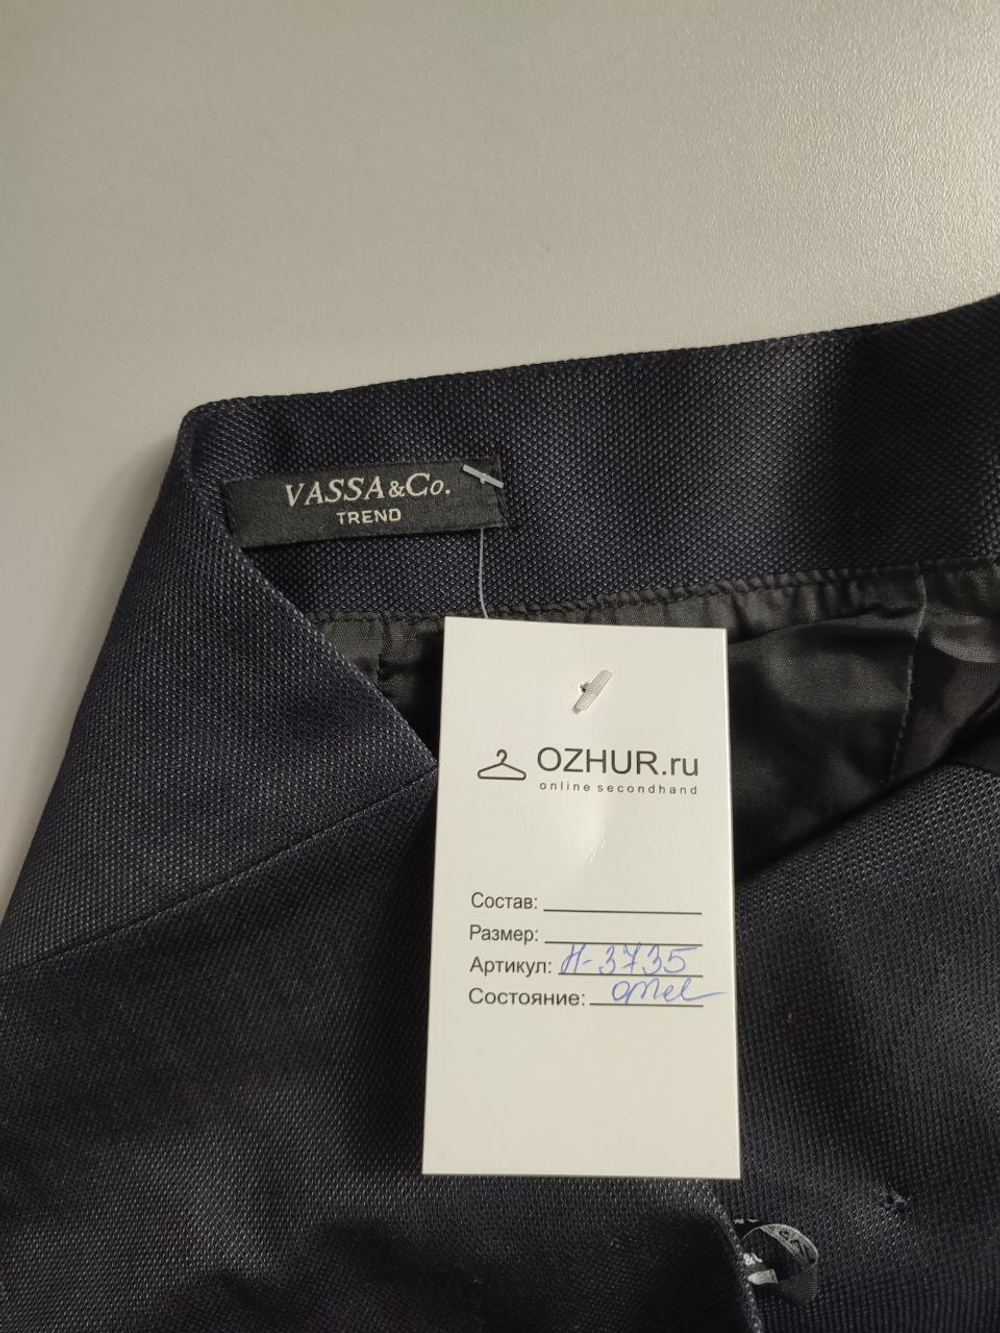 VASSA & Co.
TREND
OZHUR.ru
online secondhand
Состав:
Размер:
Артикул: Н-3735
Состояние: отл